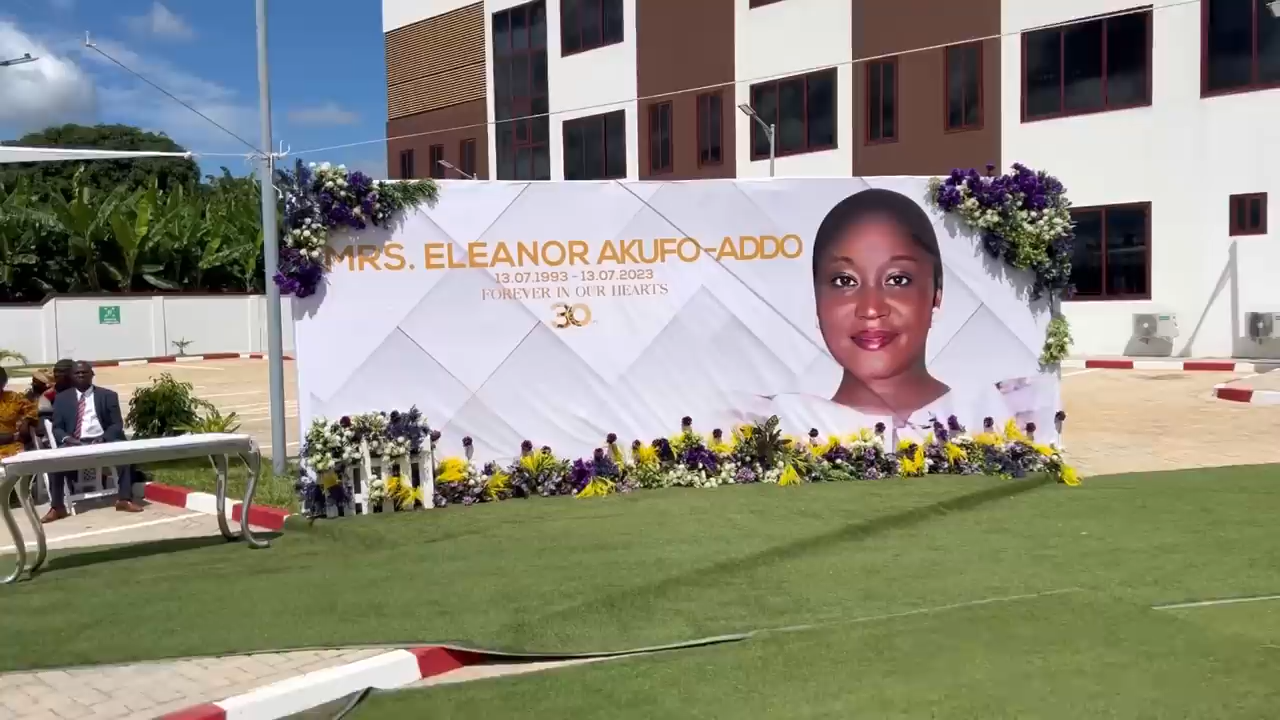 MRS. ELEANOR AKUFO-ADDO
13.07.1993 - 13.07.2023
FOREVER IN OUR HEARTS
30